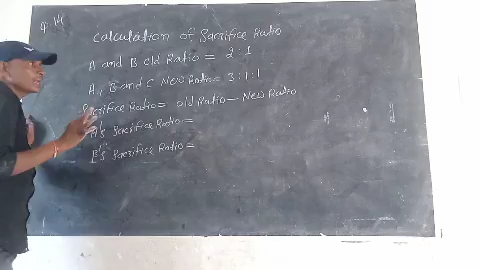 Q. 14
Calculation of Sacrifice Ratio
A and B old Ratio = 2:1
A, B and C New Ratio = 3:1:1
Sacrifice Ratio = old Ratio - New Ratio
A's Sacrifice Ratio =
B's Sacrifice Ratio =